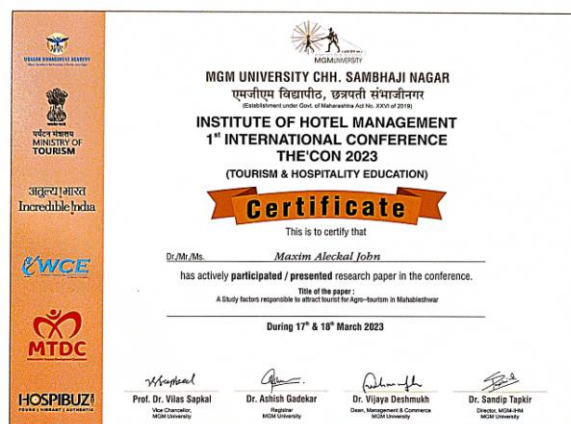 MGM UNIVERSITY
MGM UNIVERSITY CHH. SAMBHAJI NAGAR
एमजीएम विद्यापीठ, छत्रपती संभाजीनगर
(Establishment under Govt. of Maharashtra Act No. XXVI of 2019)
INSTITUTE OF HOTEL MANAGEMENT
1st INTERNATIONAL CONFERENCE
THE'CON 2023
(TOURISM & HOSPITALITY EDUCATION)
Certificate
This is to certify that
Dr./Mr./Ms. Maxim Aleckal John
has actively participated / presented research paper in the conference.
Title of the paper :
A Study factors responsible to attract tourist for Agro-tourism in Mahableshwar
During 17th & 18th March 2023
Prof. Dr. Vilas Sapkal
Vice Chancellor,
MGM University
Dr. Ashish Gadekar
Registrar
MGM University
Dr. Vijaya Deshmukh
Dean, Management & Commerce
MGM University
Dr. Sandip Tapkir
Director, MGM-IHM
MGM University
पर्यटन मंत्रालय
MINISTRY OF
TOURISM
अतुल्य!भारत
Incredible!ndia
WCE
MTDC
HOSPIBUZ
YOUNG | VIBRANT | AUTHENTIC